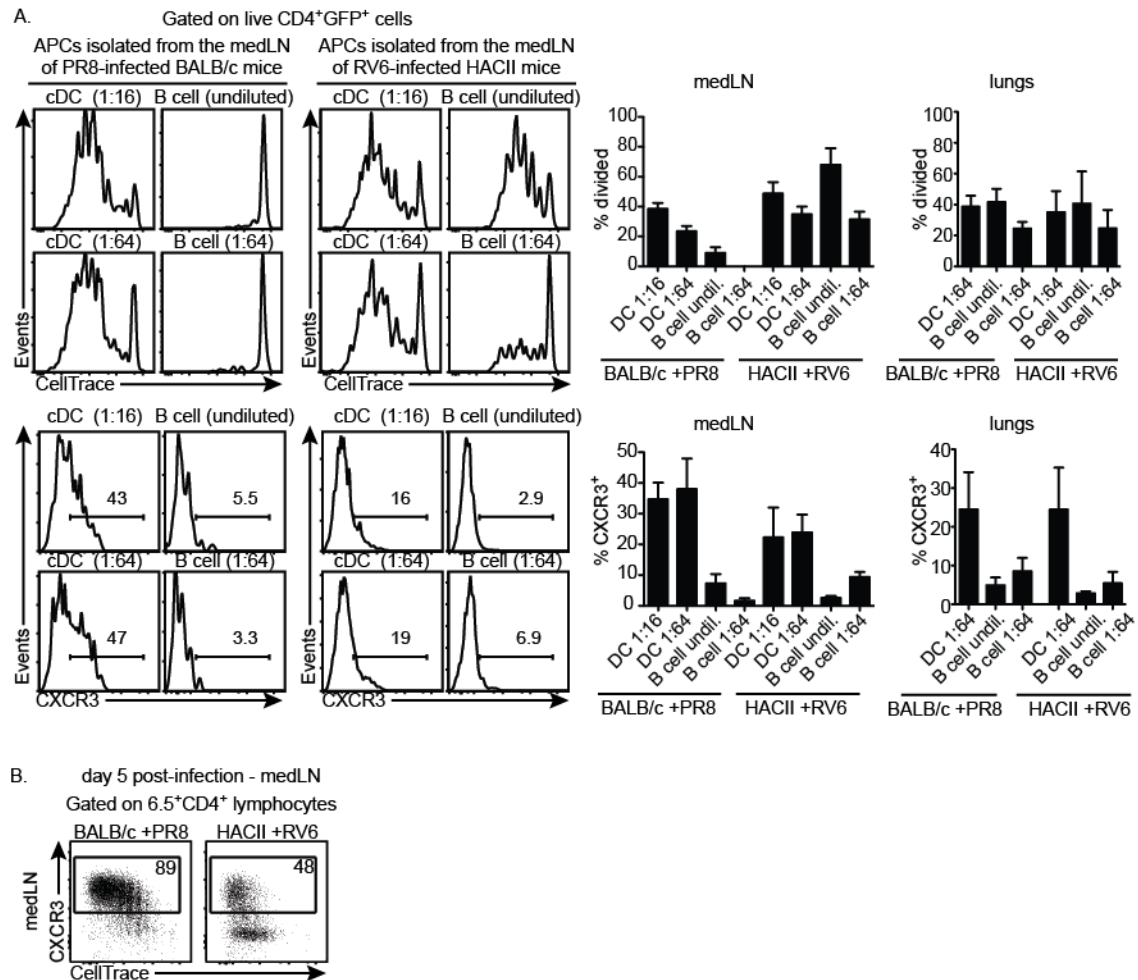 A.
Gated on live CD4+GFP+ cells
APCs isolated from the medLN
of PR8-infected BALB/c mice
APCs isolated from the medLN
of RV6-infected HACII mice
cDC (1:16) B cell (undiluted)
cDC (1:16) B cell (undiluted)
cDC (1:64) B cell (1:64)
cDC (1:64) B cell (1:64)
Events
CellTrace
Events
CellTrace
medLN
% divided
100
80
60
40
20
0
DC 1:16
DC 1:64
B cell undil.
B cell 1:64
DC 1:16
DC 1:64
B cell undil.
B cell 1:64
BALB/c +PR8
HACII +RV6
lungs
% divided
100
80
60
40
20
0
DC 1:64
B cell undil.
B cell 1:64
DC 1:64
B cell undil.
B cell 1:64
BALB/c +PR8
HACII +RV6
cDC (1:16) B cell (undiluted)
43
5.5
cDC (1:64) B cell (1:64)
47
3.3
Events
CXCR3
cDC (1:16) B cell (undiluted)
16
2.9
cDC (1:64) B cell (1:64)
19
6.9
Events
CXCR3
medLN
% CXCR3+
50
40
30
20
10
0
DC 1:16
DC 1:64
B cell undil.
B cell 1:64
DC 1:16
DC 1:64
B cell undil.
B cell 1:64
BALB/c +PR8
HACII +RV6
lungs
% CXCR3+
40
30
20
10
0
DC 1:64
B cell undil.
B cell 1:64
DC 1:64
B cell undil.
B cell 1:64
BALB/c +PR8
HACII +RV6
B.
day 5 post-infection - medLN
Gated on 6.5+CD4+ lymphocytes
BALB/c +PR8
HACII +RV6
89
48
medLN
CXCR3
CellTrace